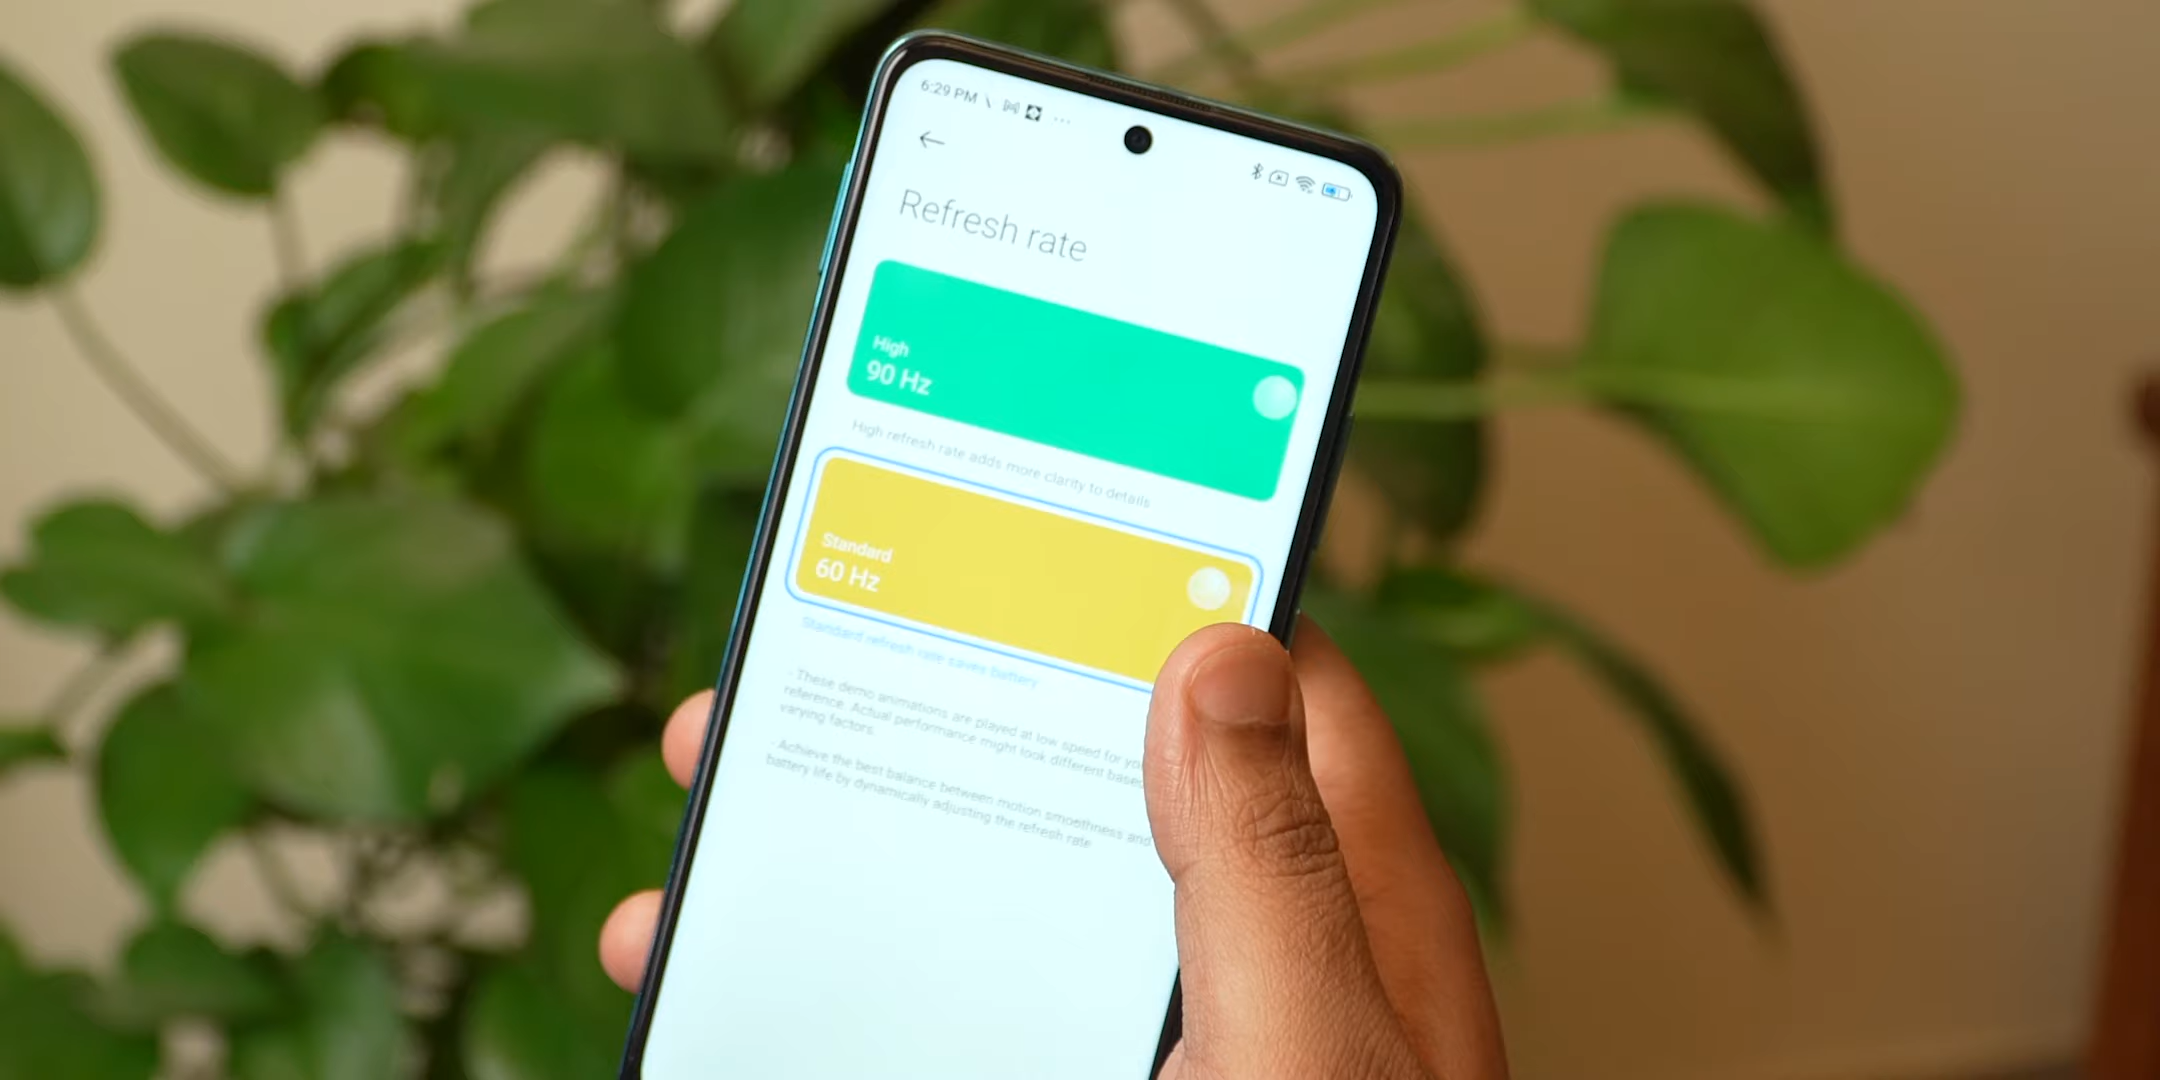 6:29 PM
Refresh rate
High
90 Hz
High refresh rate adds more clarity to details
Standard
60 Hz
Standard refresh rate saves battery
- These demo animations are played at low speed for
reference. Actual performance might look different based
varying factors
- Achieve the best balance between motion smoothness and
battery life by dynamically adjusting the refresh rate